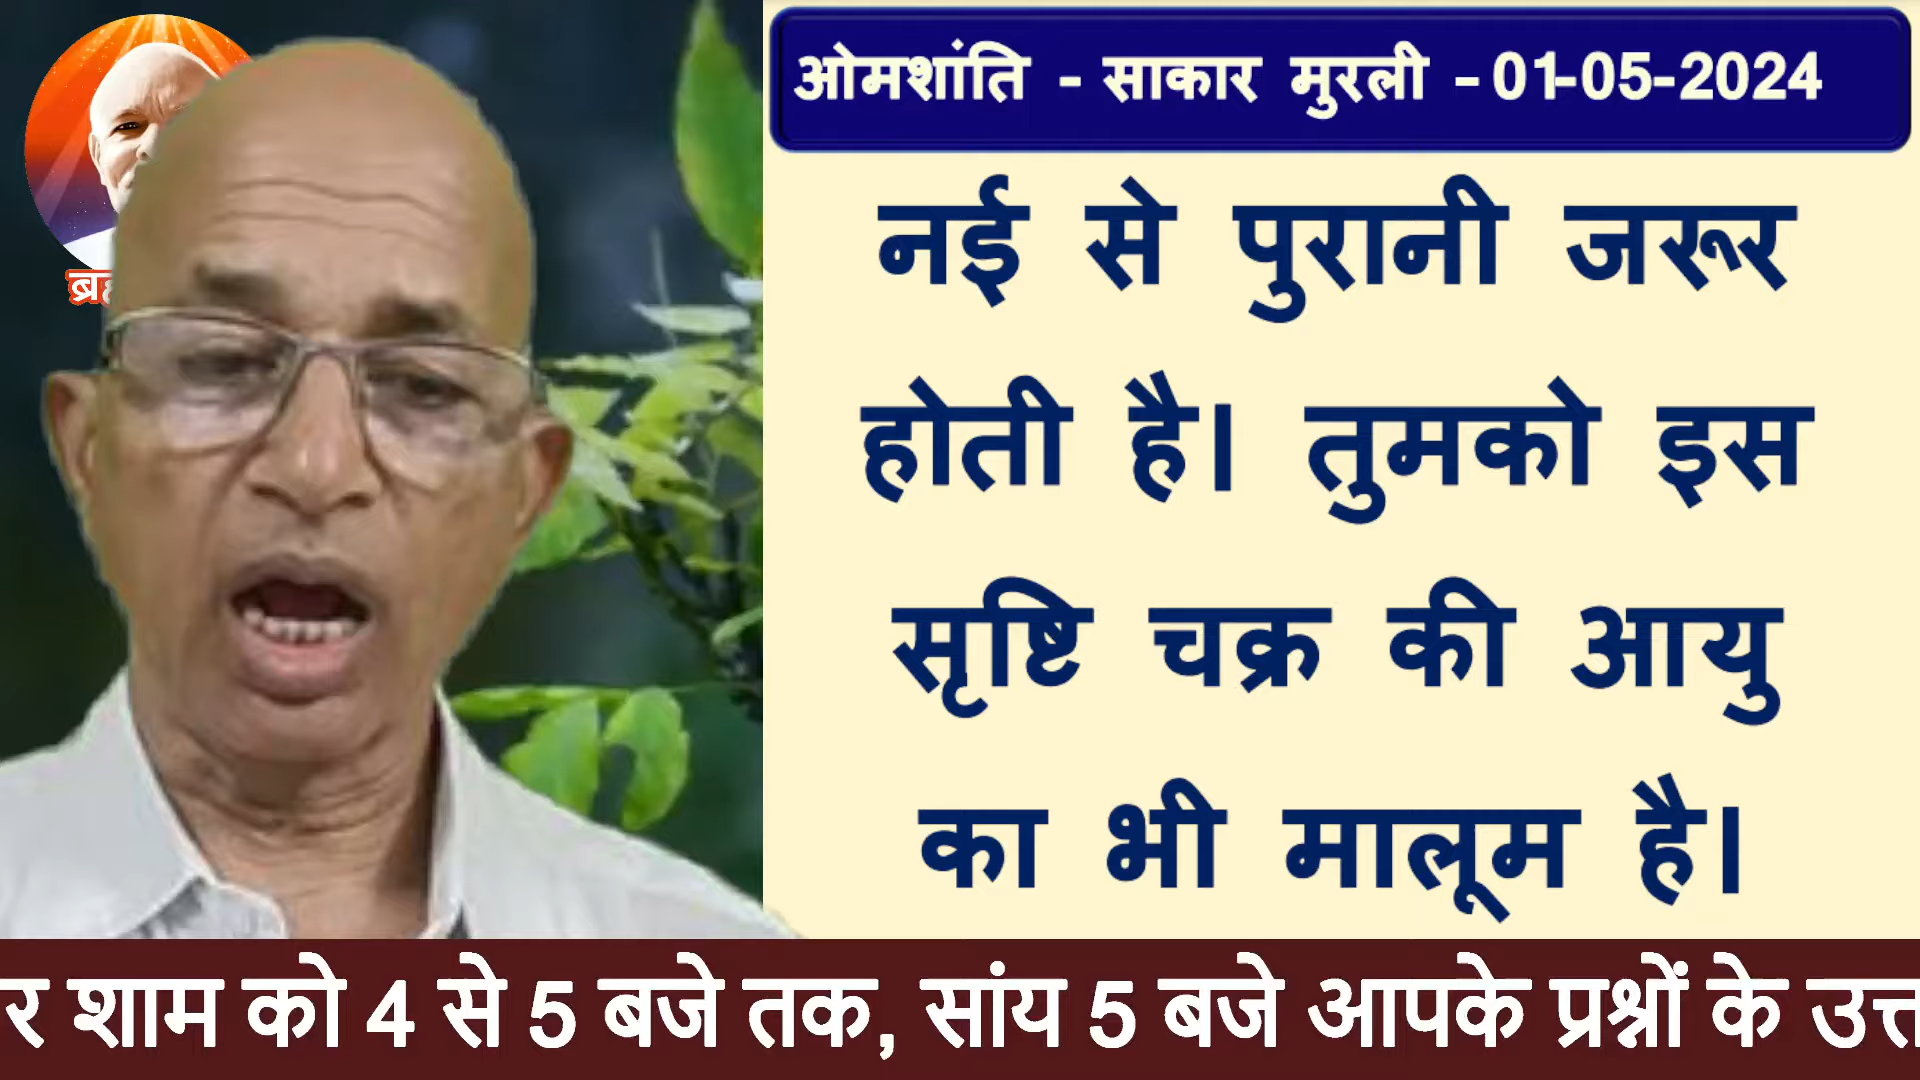 ओमशांति - साकार मुरली - 01-05-2024
नई से पुरानी जरूर
होती है। तुमको इस
सृष्टि चक्र की आयु
का भी मालूम है।
शाम को 4 से 5 बजे तक, सांय 5 बजे आपके प्रश्नों के